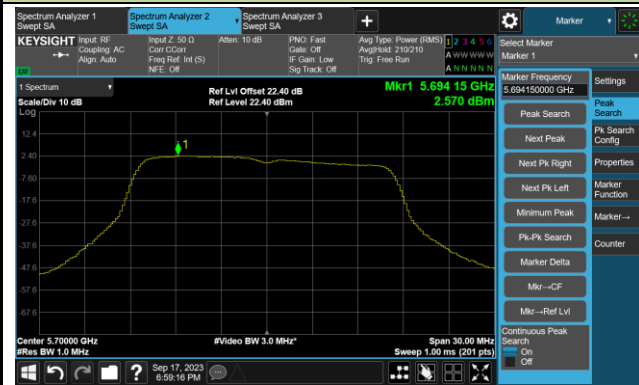 Spectrum Analyzer 1
Swept SA
Spectrum Analyzer 2
Swept SA
Spectrum Analyzer 3
Swept SA
+
Marker
KEYSIGHT
Input: RF
Coupling: AC
Align: Auto
Input Z: 50 Ω
Corr CCorr
Freq Ref: Int (S)
NFE: Off
Atten: 10 dB
PNO: Fast
Gate: Off
IF Gain: Low
Sig Track: Off
Avg Type: Power (RMS)
Avg|Hold: 210/210
Trig: Free Run
1 2 3 4 5 6
A W W W W W
A N N N N N
LXI
Select Marker
Marker 1
1 Spectrum
Scale/Div 10 dB
Log
Ref Lvl Offset 22.40 dB
Ref Level 22.40 dBm
Mkr1 5.694 15 GHz
2.570 dBm
1
12.4
2.40
-7.60
-17.6
-27.6
-37.6
-47.6
-57.6
-67.6
Center 5.70000 GHz
#Res BW 1.0 MHz
#Video BW 3.0 MHz*
Span 30.00 MHz
Sweep 1.00 ms (201 pts)
Marker Frequency
5.694150000 GHz
Peak Search
Next Peak
Next Pk Right
Next Pk Left
Minimum Peak
Pk-Pk Search
Marker Delta
Mkr→CF
Mkr→Ref Lvl
Continuous Peak
Search
On
Off
Settings
Peak
Search
Pk Search
Config
Properties
Marker
Function
Marker→
Counter
?
Sep 17, 2023
6:59:16 PM